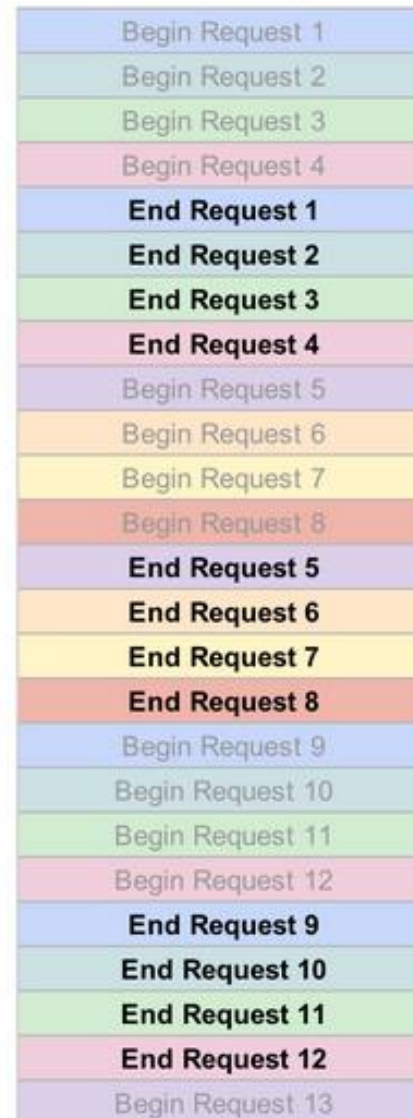 Begin Request 1
Begin Request 2
Begin Request 3
Begin Request 4
End Request 1
End Request 2
End Request 3
End Request 4
Begin Request 5
Begin Request 6
Begin Request 7
Begin Request 8
End Request 5
End Request 6
End Request 7
End Request 8
Begin Request 9
Begin Request 10
Begin Request 11
Begin Request 12
End Request 9
End Request 10
End Request 11
End Request 12
Begin Request 13